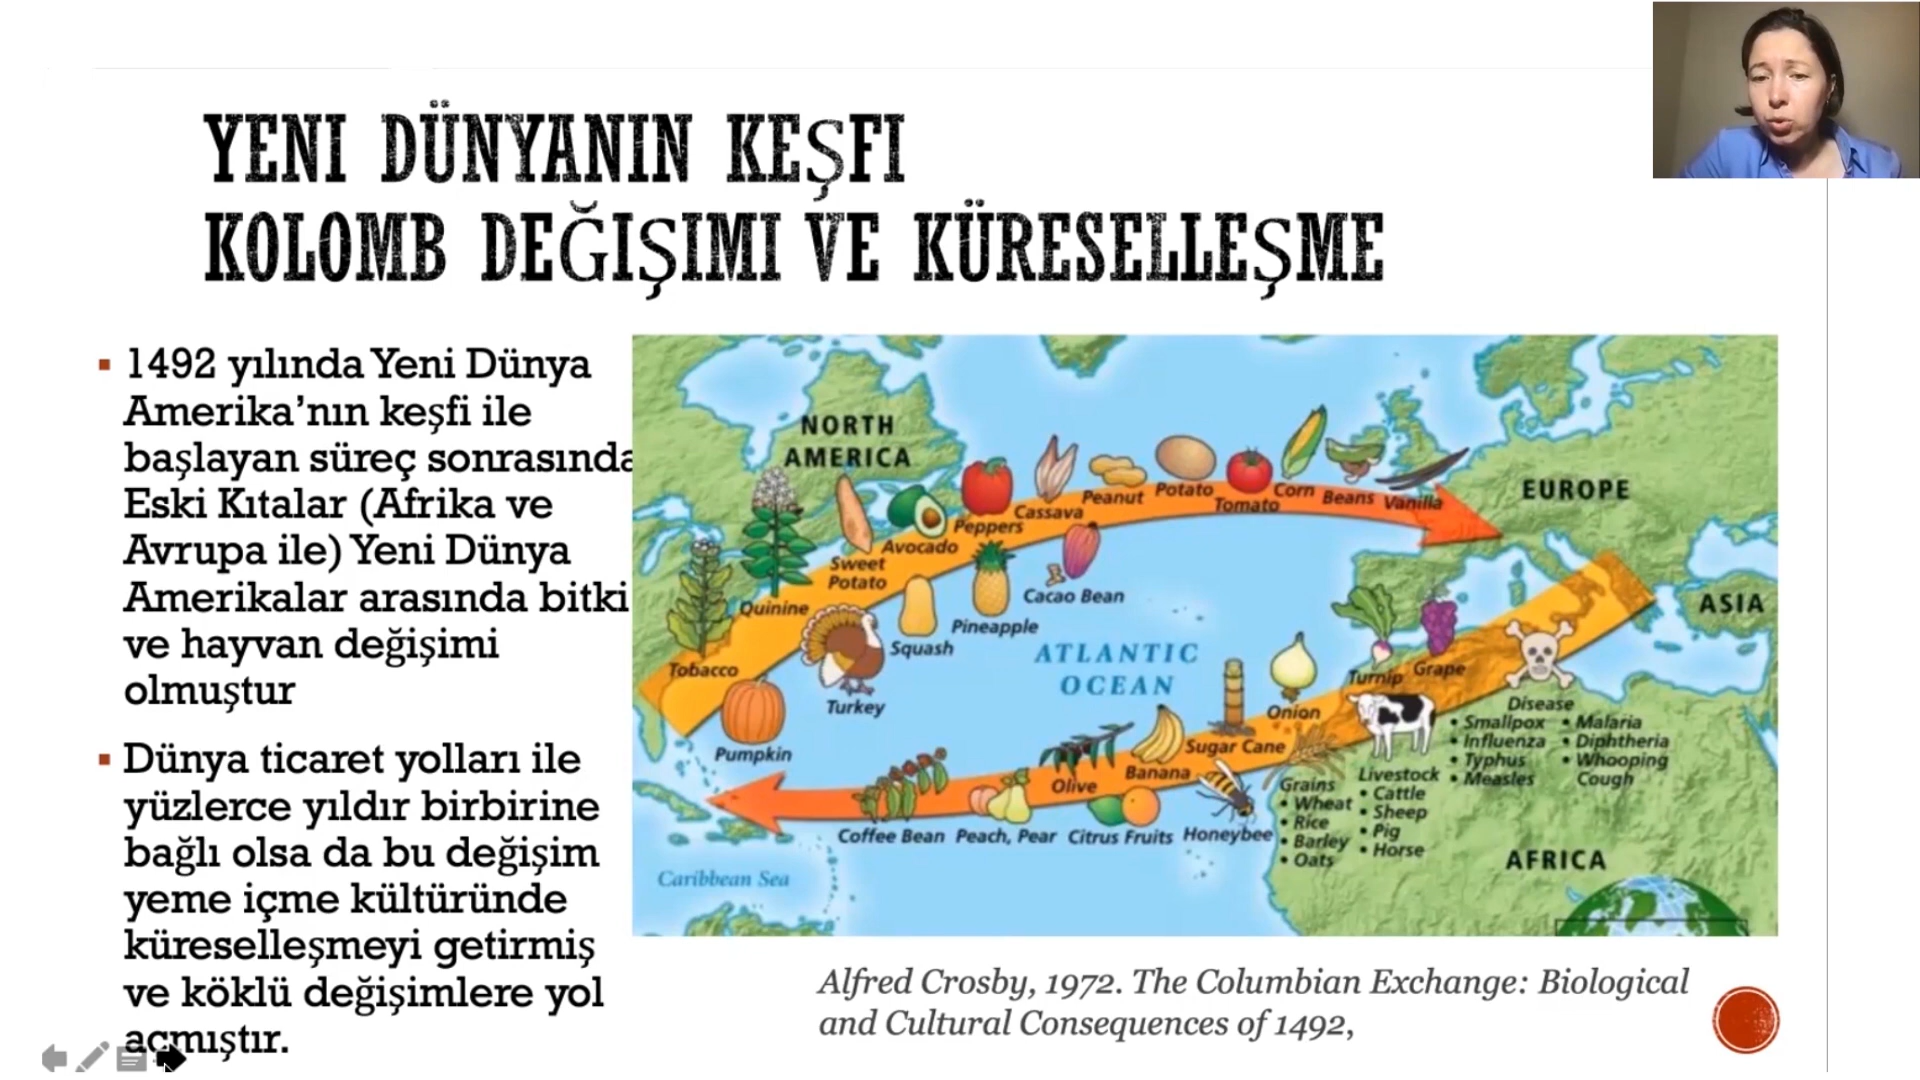 YENI DÜNYANIN KEŞFI
KOLOMB DEĞIŞIMI VE KÜRESELLEŞME
▪ 1492 yılında Yeni Dünya
Amerika’nın keşfi ile
başlayan süreç sonrasında
Eski Kıtalar (Afrika ve
Avrupa ile) Yeni Dünya
Amerikalar arasında bitki
ve hayvan değişimi
olmuştur
▪ Dünya ticaret yolları ile
yüzlerce yıldır birbirine
bağlı olsa da bu değişim
yeme içme kültüründe
küreselleşmeyi getirmiş
ve köklü değişimlere yol
açmıştır.
NORTH
AMERICA
EUROPE
ASIA
AFRICA
ATLANTIC
OCEAN
Caribbean Sea
Tobacco
Quinine
Sweet
Potato
Avocado
Peppers
Cassava
Peanut
Potato
Tomato
Corn
Beans
Vanilla
Pumpkin
Turkey
Squash
Pineapple
Cacao Bean
Turnip
Grape
Onion
Sugar Cane
Banana
Olive
Coffee Bean
Peach, Pear
Citrus Fruits
Honeybee
Grains
• Wheat
• Rice
• Barley
• Oats
Livestock
• Cattle
• Sheep
• Pig
• Horse
Disease
• Smallpox
• Influenza
• Typhus
• Measles
• Malaria
• Diphtheria
• Whooping
Cough
Alfred Crosby, 1972. The Columbian Exchange: Biological
and Cultural Consequences of 1492,